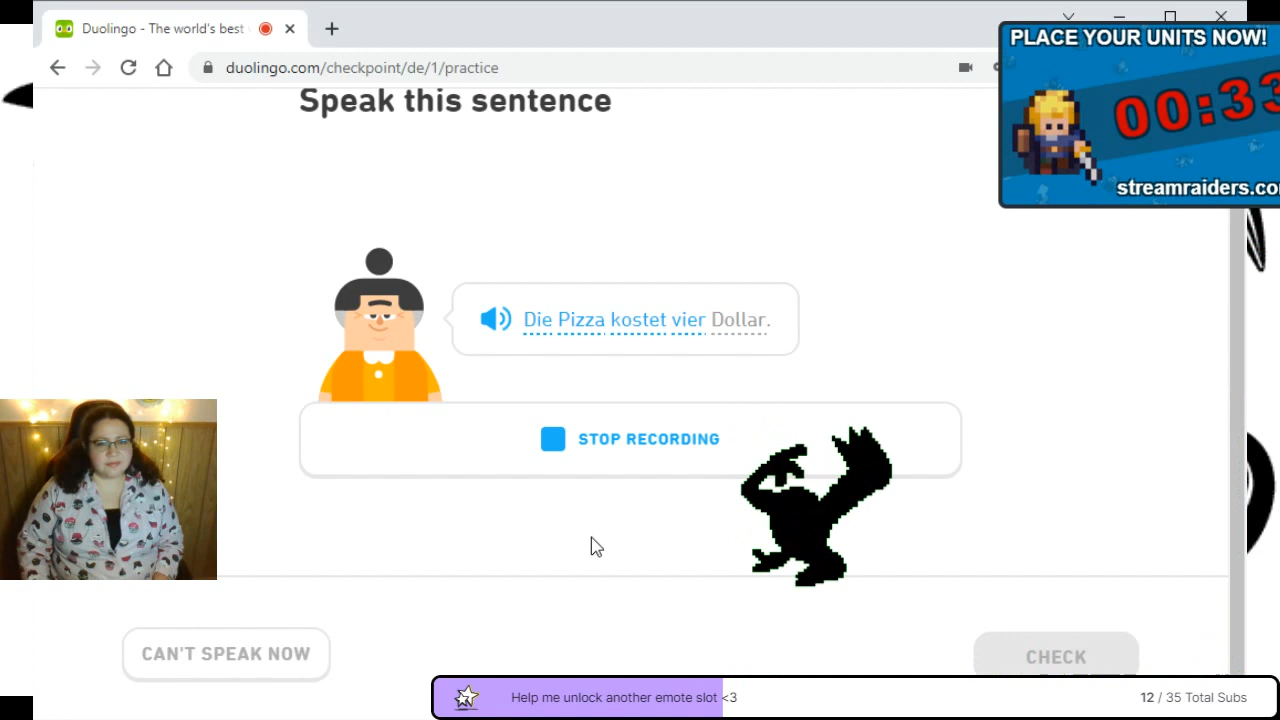 Duolingo - The world's best
duolingo.com/checkpoint/de/1/practice
PLACE YOUR UNITS NOW!
00:33
streamraiders.co
Speak this sentence
Die Pizza kostet vier Dollar.
STOP RECORDING
CAN'T SPEAK NOW
CHECK
Help me unlock another emote slot <3
12 / 35 Total Subs